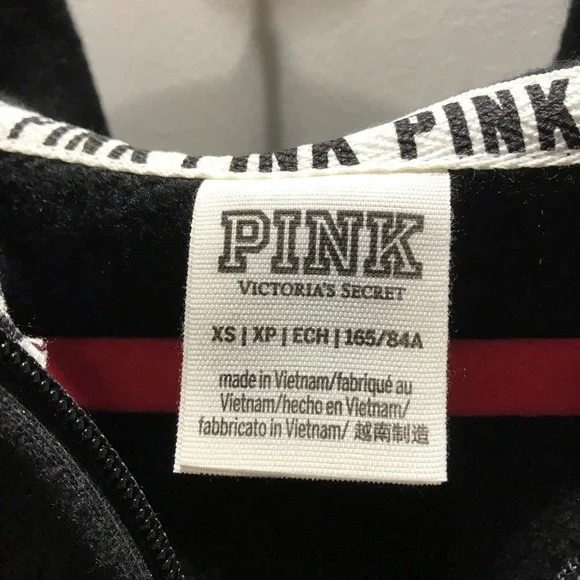 PINK PINK PINK
PINK
VICTORIA'S SECRET
XS | XP | ECH | 165/84A
made in Vietnam/fabriqué au
Vietnam/hecho en Vietnam/
fabbricato in Vietnam/ 越南制造